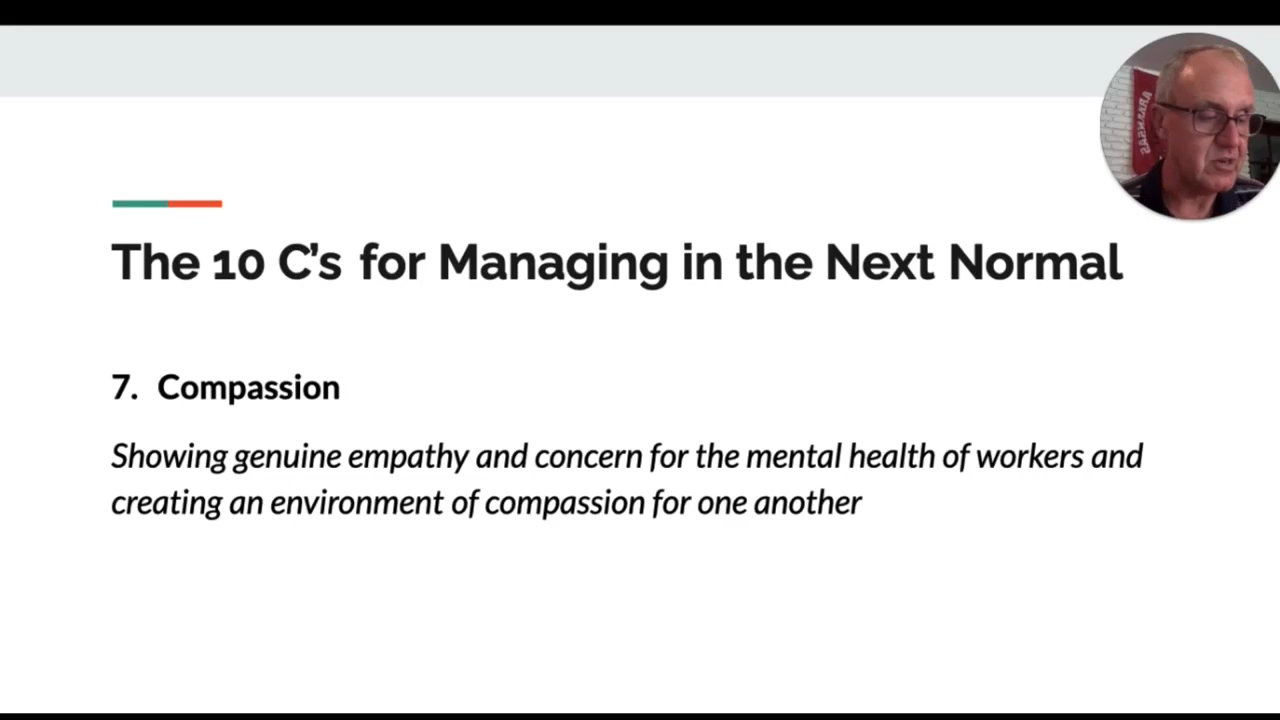 The 10 C’s for Managing in the Next Normal
7. Compassion
Showing genuine empathy and concern for the mental health of workers and
creating an environment of compassion for one another
ARKANSAS